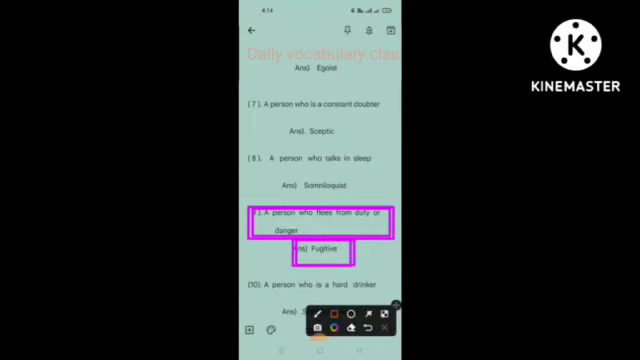 4:14
Daily vocabulary clas
Ans) Egoist
(7). A person who is a constant doubter
Ans). Sceptic
(8). A person who talks in sleep
Ans) Somniloquist
9). A person who flees from duty or
danger
Ans) Fugitive
(10). A person who is a hard drinker
Ans) .S
K
KINEMASTER